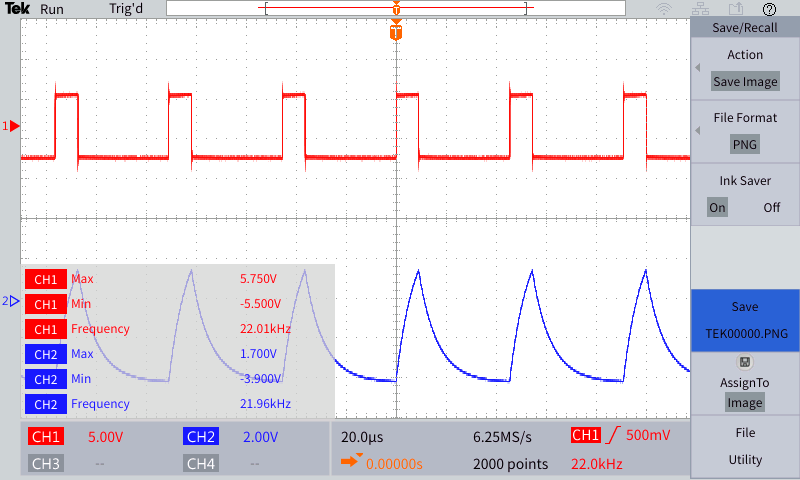 Tek Run Trig'd T ?
T
Save/Recall
Action
Save Image
File Format
PNG
Ink Saver
On Off
1
2
CH1 Max 5.750V
CH1 Min -5.500V
CH1 Frequency 22.01kHz
CH2 Max 1.700V
CH2 Min -3.900V
CH2 Frequency 21.96kHz
Save
TEK00000.PNG
AssignTo
Image
File
Utility
CH1 5.00V CH2 2.00V 20.0µs 6.25MS/s CH1 500mV
CH3 -- CH4 -- 0.00000s 2000 points 22.0kHz